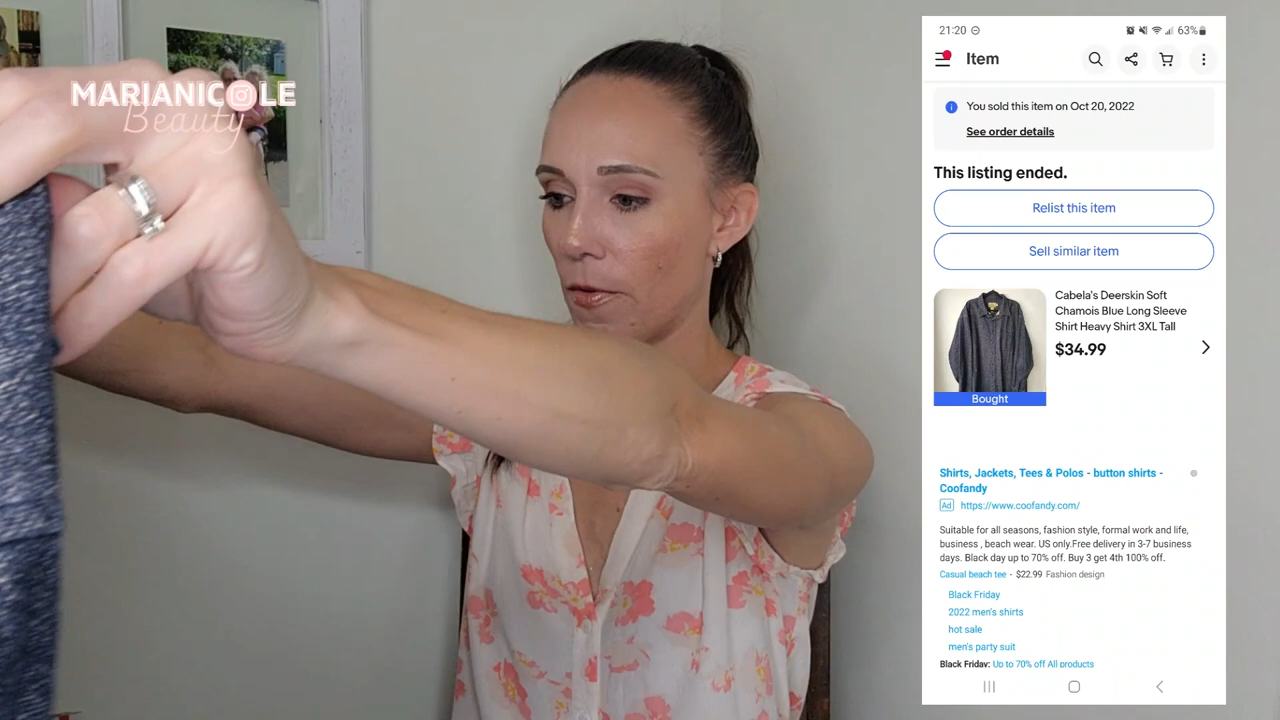 MARIANICOLE
Beauty
21:20
63%
Item
You sold this item on Oct 20, 2022
See order details
This listing ended.
Relist this item
Sell similar item
Cabela's Deerskin Soft
Chamois Blue Long Sleeve
Shirt Heavy Shirt 3XL Tall
$34.99
Bought
Shirts, Jackets, Tees & Polos - button shirts -
Coofandy
Ad https://www.coofandy.com/
Suitable for all seasons, fashion style, formal work and life,
business , beach wear. US only.Free delivery in 3-7 business
days. Black day up to 70% off. Buy 3 get 4th 100% off.
Casual beach tee - $22.99 Fashion design
Black Friday
2022 men's shirts
hot sale
men's party suit
Black Friday: Up to 70% off All products